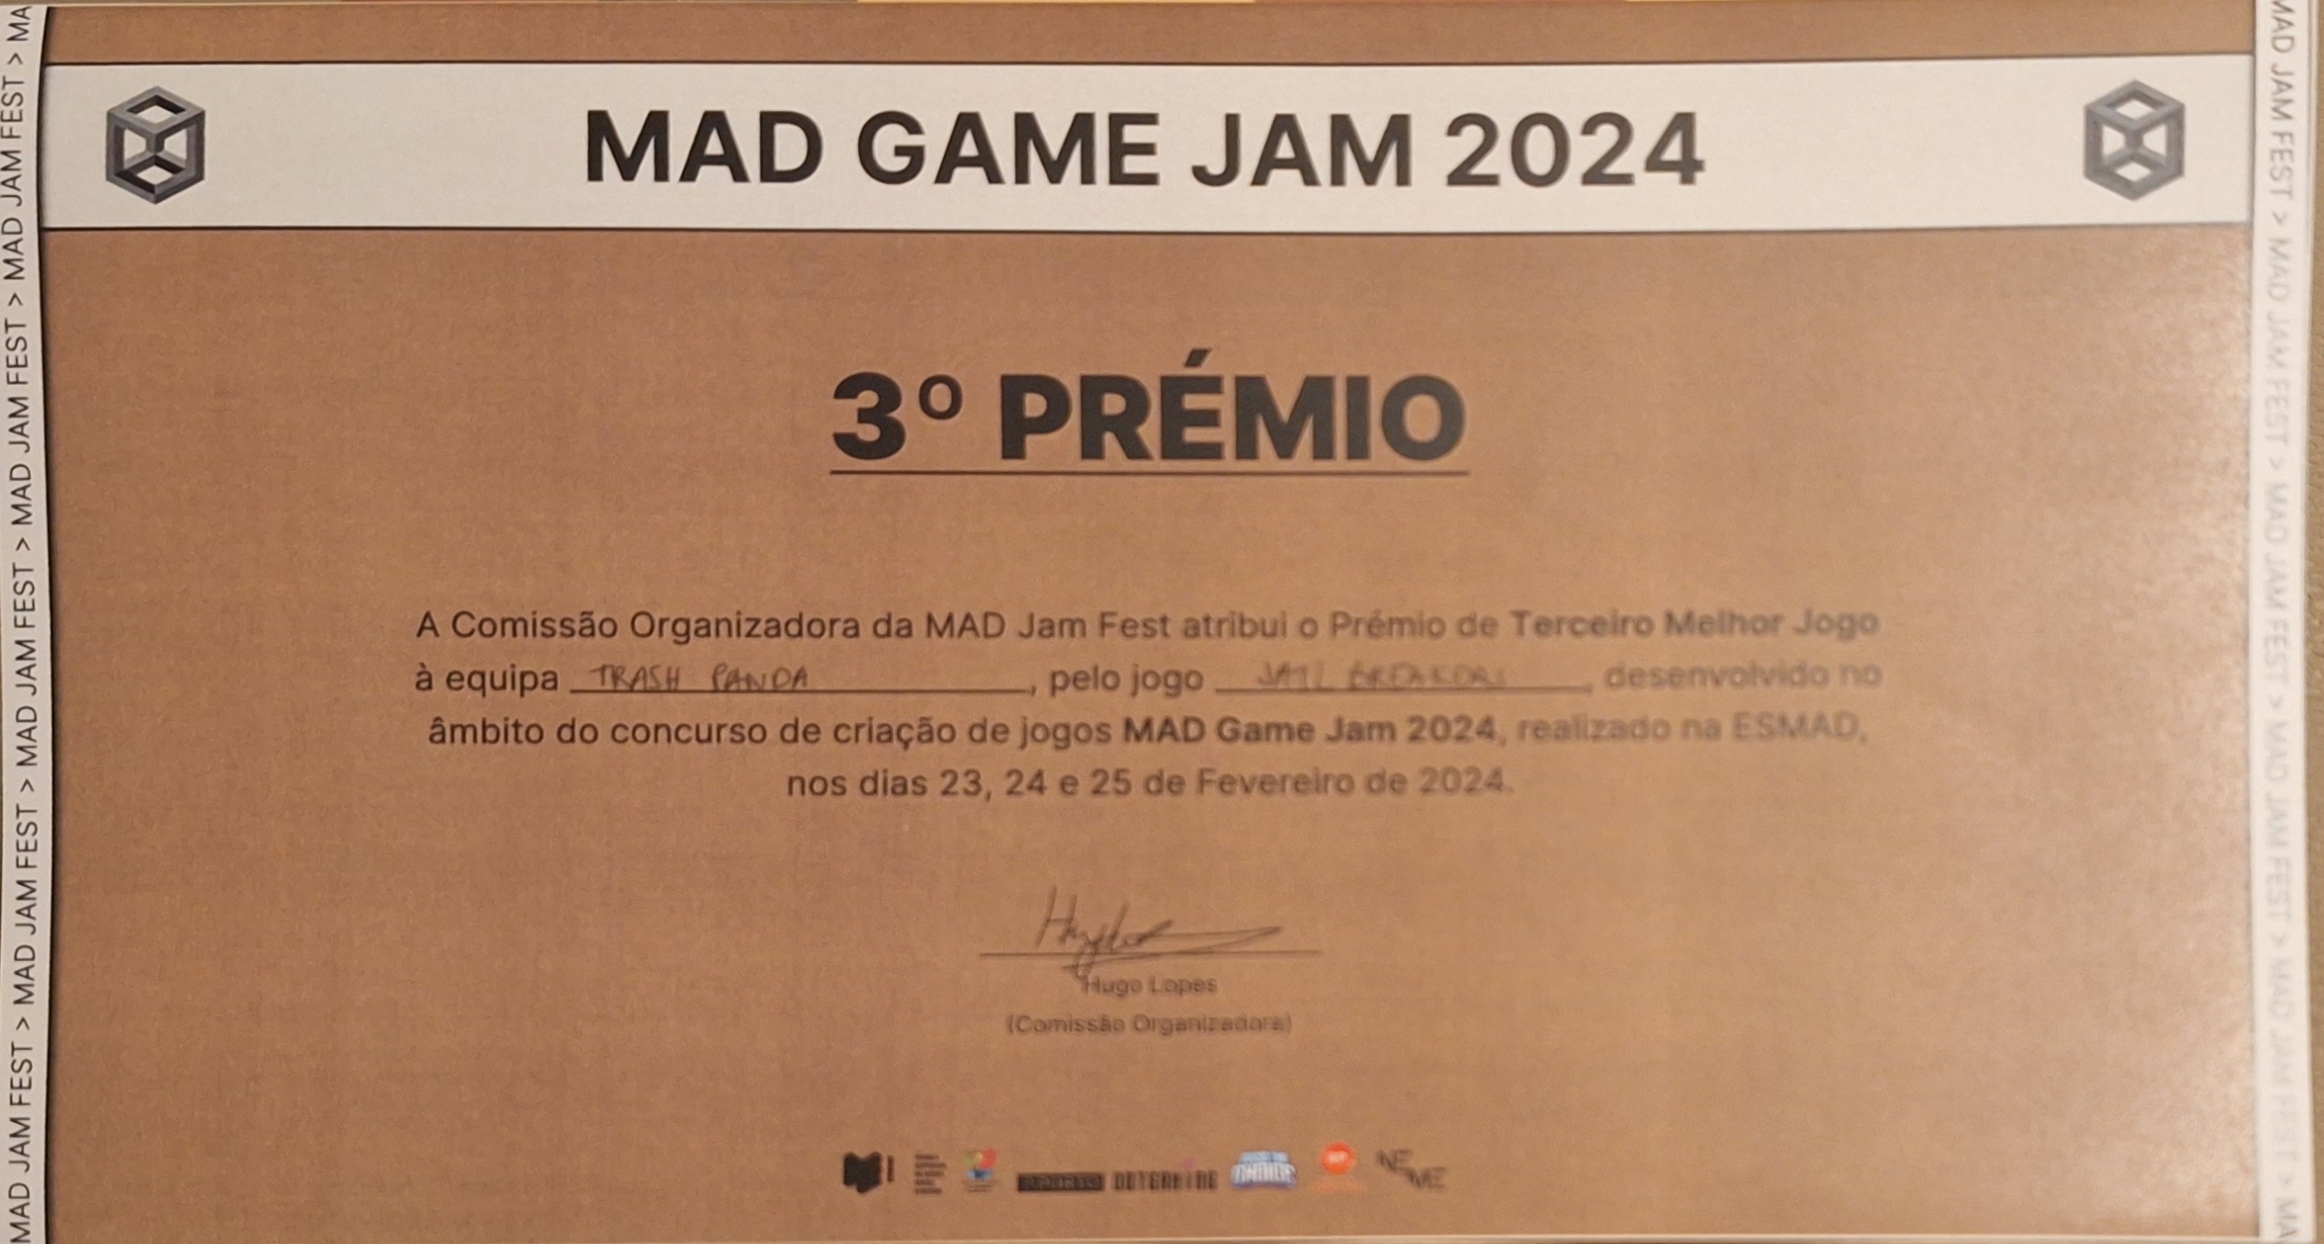 MAD GAME JAM 2024
3º PRÉMIO
A Comissão Organizadora da MAD Jam Fest atribui o Prémio de Terceiro Melhor Jogo
à equipa TRASH PANDA, pelo jogo JAIL, desenvolvido no
âmbito do concurso de criação de jogos MAD Game Jam 2024, realizado na ESMAD,
nos dias 23, 24 e 25 de Fevereiro de 2024.
Hugo Lopes
(Comissão Organizadora)
MAD JAM FEST > MAD JAM FEST > MAD JAM FEST > MAD JAM FEST > MAD JAM FEST > MA
MAD JAM FEST > MAD JAM FEST > MAD JAM FEST > MAD JAM FEST > MAD JAM FEST > MA